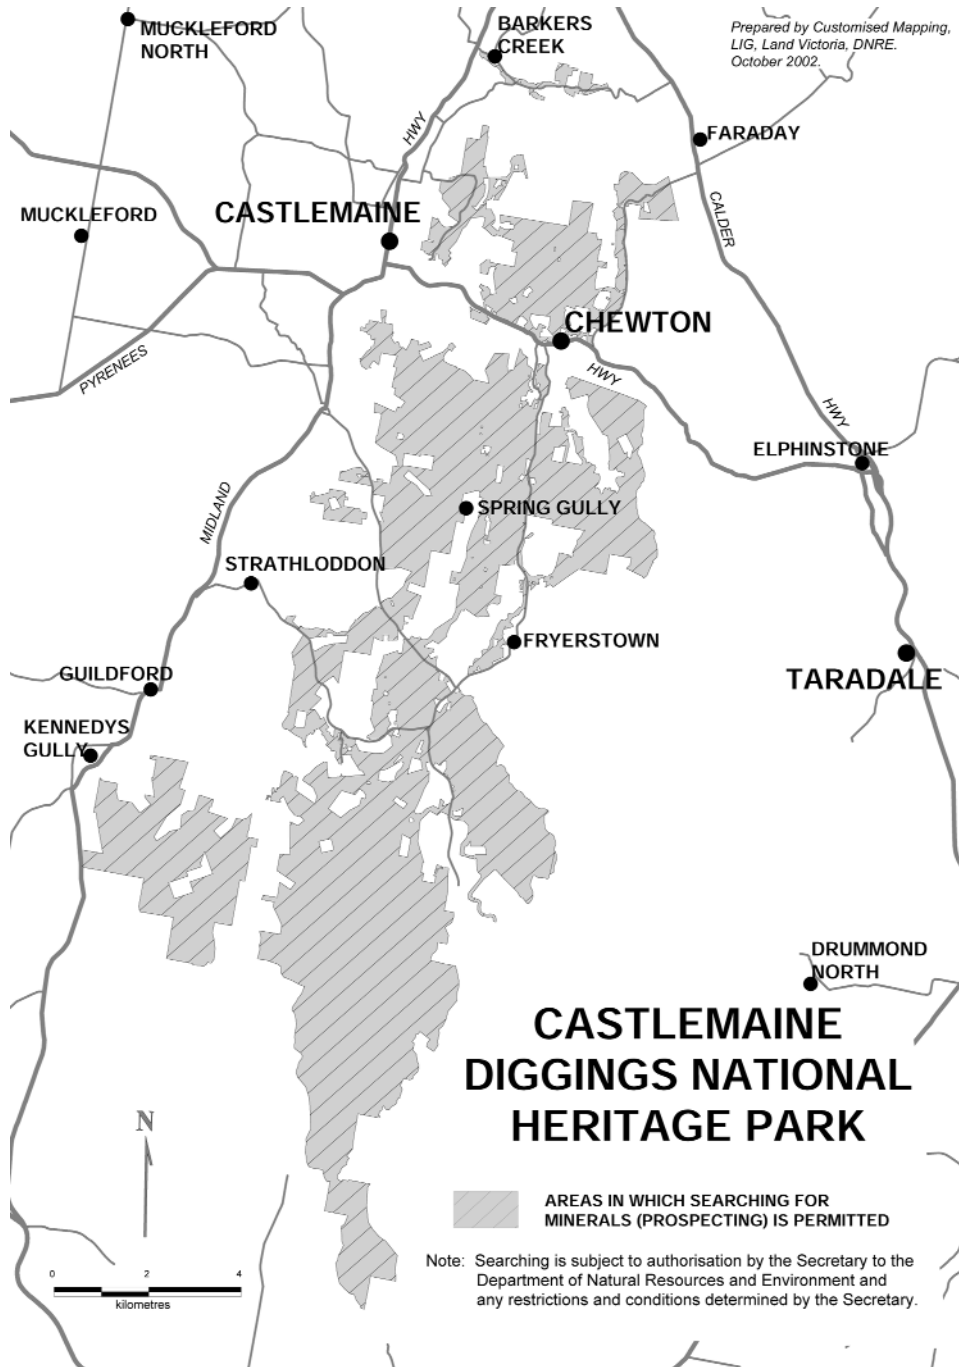 MUCKLEFORD
NORTH
BARKERS
CREEK
Prepared by Customised Mapping,
LIG, Land Victoria, DNRE.
October 2002.
HWY
FARADAY
MUCKLEFORD
CASTLEMAINE
CALDER
CHEWTON
PYRENEES
HWY
HWY
ELPHINSTONE
MIDLAND
SPRING GULLY
STRATHLODDON
FRYERSTOWN
GUILDFORD
TARADALE
KENNEDYS
GULLY
DRUMMOND
NORTH
CASTLEMAINE
DIGGINGS NATIONAL
HERITAGE PARK
N
AREAS IN WHICH SEARCHING FOR
MINERALS (PROSPECTING) IS PERMITTED
Note: Searching is subject to authorisation by the Secretary to the
Department of Natural Resources and Environment and
any restrictions and conditions determined by the Secretary.
0 2 4
kilometres